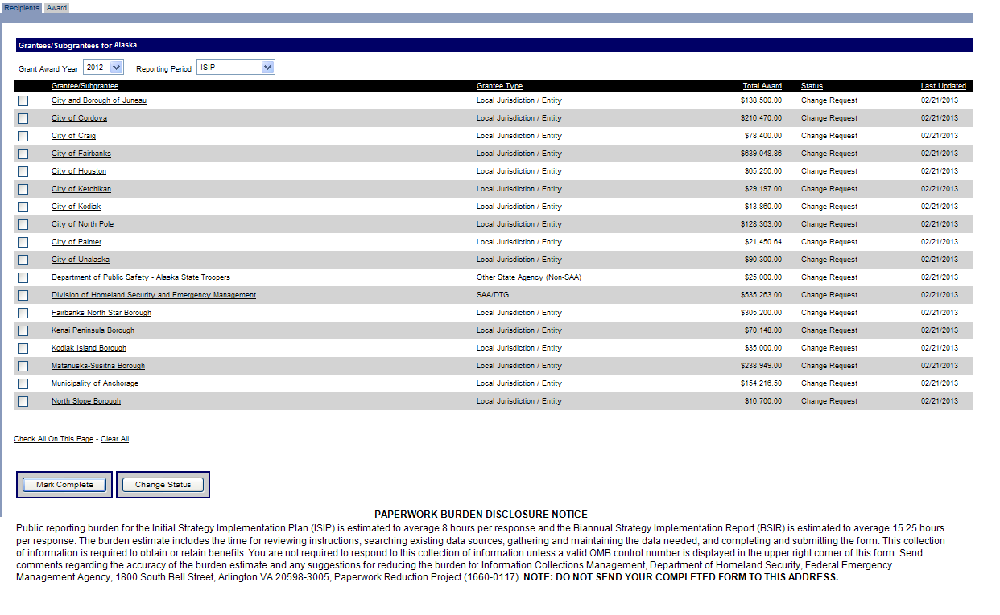 Recipients Award
Grantees/Subgrantees for Alaska
Grant Award Year 2012 Reporting Period ISIP
Grantee/Subgrantee Grantee Type Total Award Status Last Updated
City and Borough of Juneau Local Jurisdiction / Entity $138,500.00 Change Request 02/21/2013
City of Cordova Local Jurisdiction / Entity $216,470.00 Change Request 02/21/2013
City of Craig Local Jurisdiction / Entity $78,400.00 Change Request 02/21/2013
City of Fairbanks Local Jurisdiction / Entity $639,048.86 Change Request 02/21/2013
City of Houston Local Jurisdiction / Entity $65,250.00 Change Request 02/21/2013
City of Ketchikan Local Jurisdiction / Entity $29,197.00 Change Request 02/21/2013
City of Kodiak Local Jurisdiction / Entity $13,860.00 Change Request 02/21/2013
City of North Pole Local Jurisdiction / Entity $128,363.00 Change Request 02/21/2013
City of Palmer Local Jurisdiction / Entity $21,450.64 Change Request 02/21/2013
City of Unalaska Local Jurisdiction / Entity $90,300.00 Change Request 02/21/2013
Department of Public Safety - Alaska State Troopers Other State Agency (Non-SAA) $25,000.00 Change Request 02/21/2013
Division of Homeland Security and Emergency Management SAA/DTG $535,263.00 Change Request 02/21/2013
Fairbanks North Star Borough Local Jurisdiction / Entity $305,200.00 Change Request 02/21/2013
Kenai Peninsula Borough Local Jurisdiction / Entity $70,148.00 Change Request 02/21/2013
Kodiak Island Borough Local Jurisdiction / Entity $35,000.00 Change Request 02/21/2013
Matanuska-Susitna Borough Local Jurisdiction / Entity $238,949.00 Change Request 02/21/2013
Municipality of Anchorage Local Jurisdiction / Entity $154,216.50 Change Request 02/21/2013
North Slope Borough Local Jurisdiction / Entity $16,700.00 Change Request 02/21/2013
Check All On This Page - Clear All
Mark Complete Change Status
PAPERWORK BURDEN DISCLOSURE NOTICE
Public reporting burden for the Initial Strategy Implementation Plan (ISIP) is estimated to average 8 hours per response and the Biannual Strategy Implementation Report (BSIR) is estimated to average 15.25 hours
per response. The burden estimate includes the time for reviewing instructions, searching existing data sources, gathering and maintaining the data needed, and completing and submitting the form. This collection
of information is required to obtain or retain benefits. You are not required to respond to this collection of information unless a valid OMB control number is displayed in the upper right corner of this form. Send
comments regarding the accuracy of the burden estimate and any suggestions for reducing the burden to: Information Collections Management, Department of Homeland Security, Federal Emergency
Management Agency, 1800 South Bell Street, Arlington VA 20598-3005, Paperwork Reduction Project (1660-0117). NOTE: DO NOT SEND YOUR COMPLETED FORM TO THIS ADDRESS.